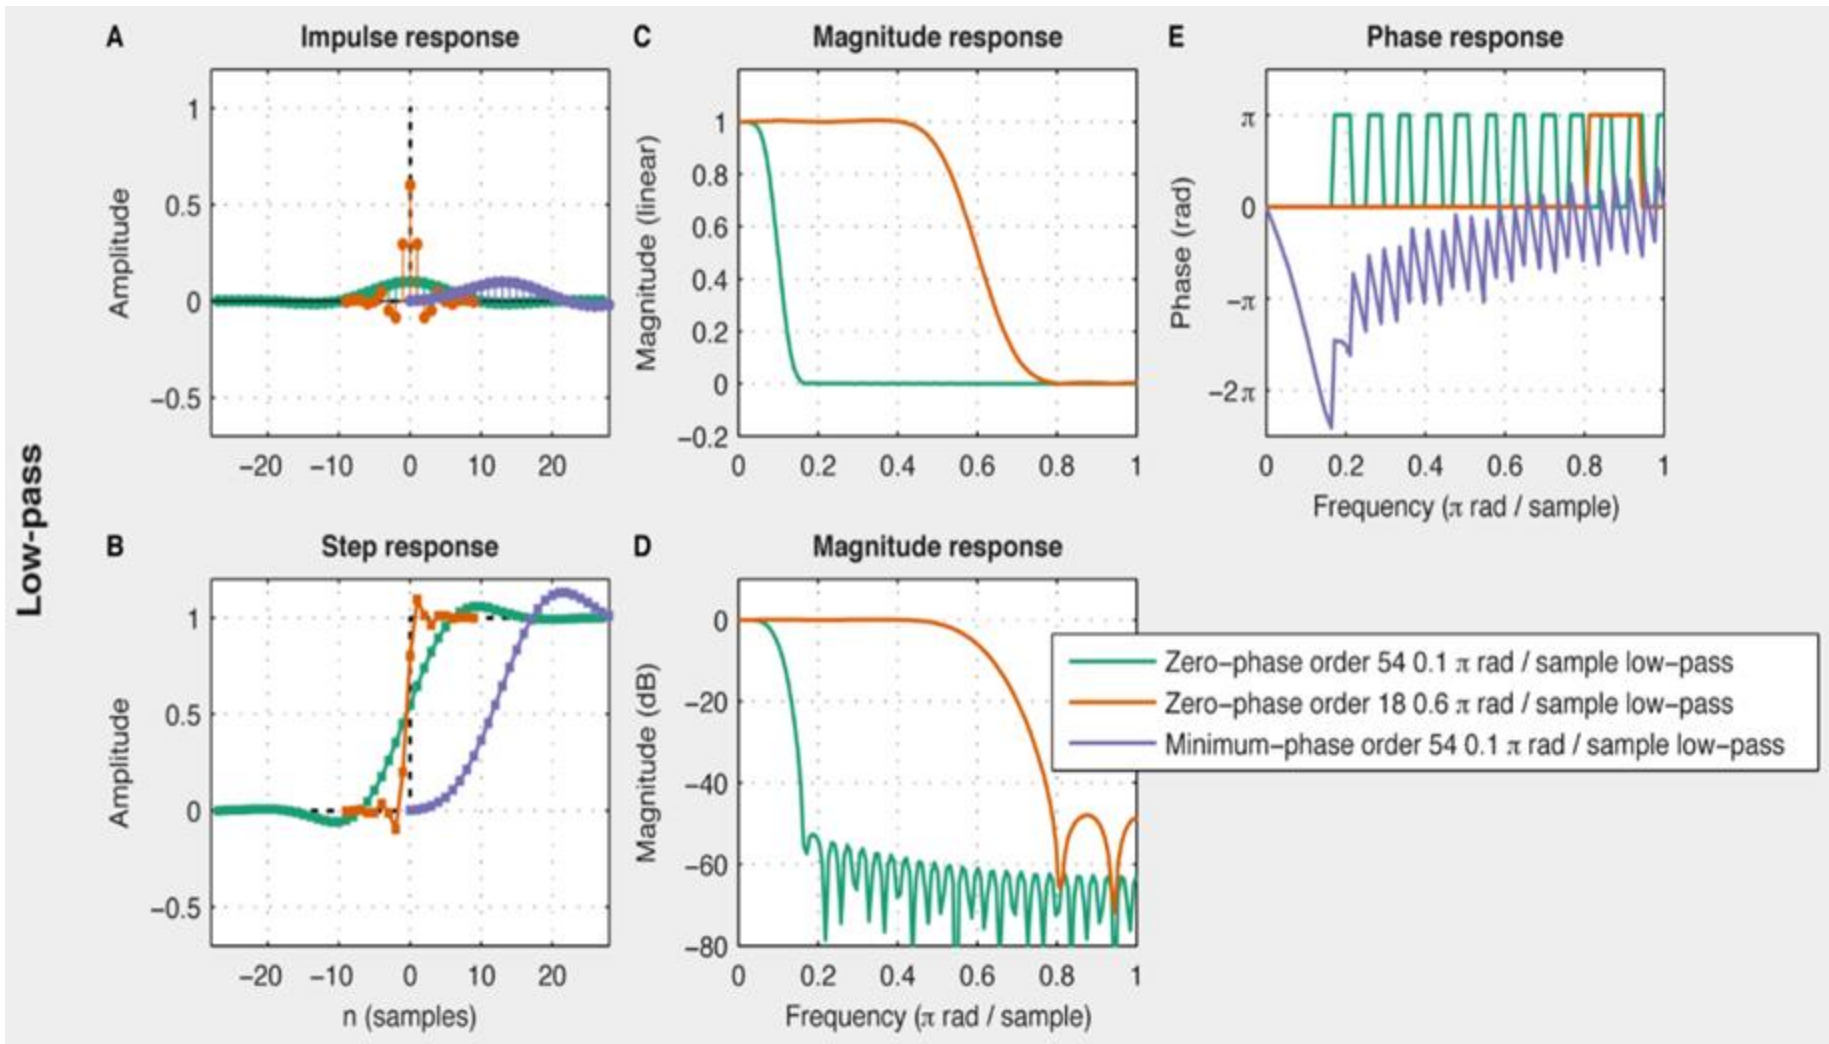 Low-pass
A Impulse response
Amplitude
1
0.5
0
−0.5
−20 −10 0 10 20
C Magnitude response
Magnitude (linear)
1
0.8
0.6
0.4
0.2
0
−0.2
0 0.2 0.4 0.6 0.8 1
E Phase response
Phase (rad)
π
0
−π
−2π
0 0.2 0.4 0.6 0.8 1
Frequency (π rad / sample)
B Step response
Amplitude
1
0.5
0
−0.5
−20 −10 0 10 20
n (samples)
D Magnitude response
Magnitude (dB)
0
−20
−40
−60
−80
0 0.2 0.4 0.6 0.8 1
Frequency (π rad / sample)
Zero−phase order 54 0.1 π rad / sample low−pass
Zero−phase order 18 0.6 π rad / sample low−pass
Minimum−phase order 54 0.1 π rad / sample low−pass